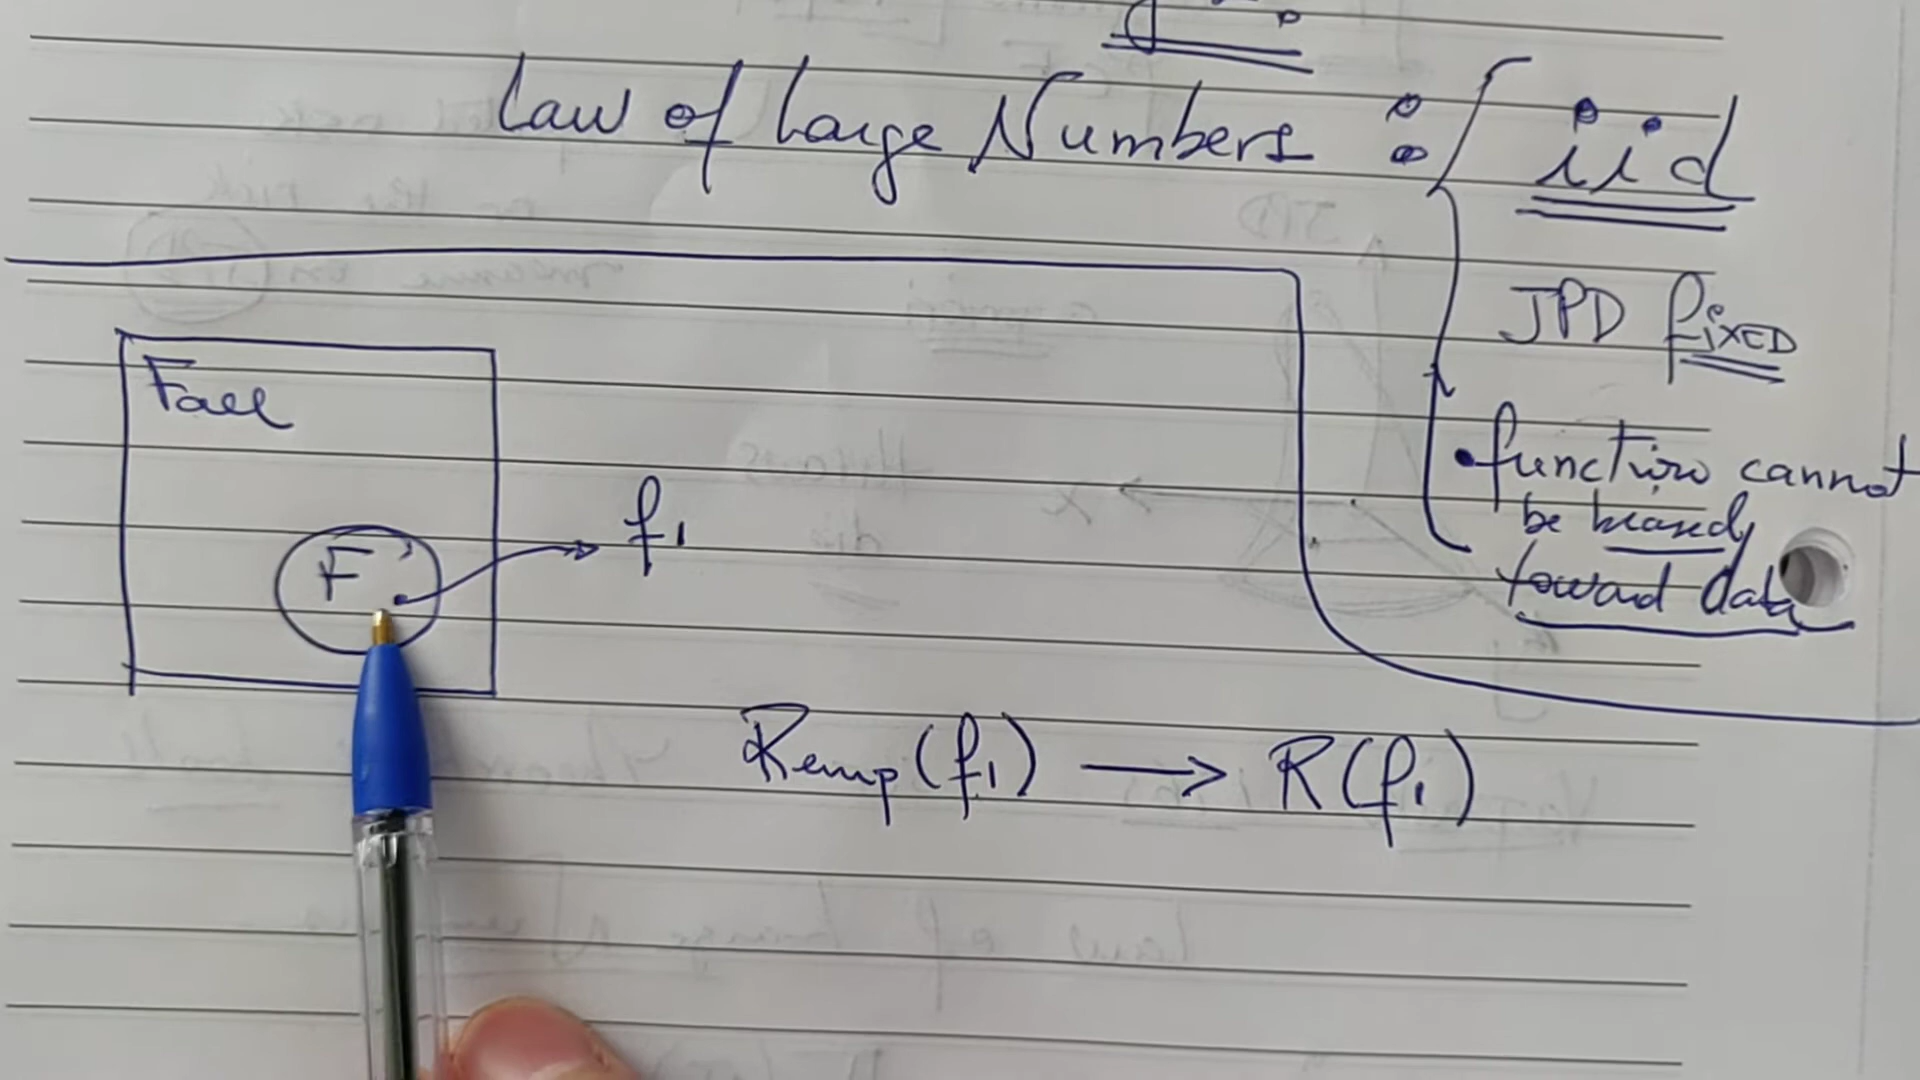 Law of Large Numbers : iid
JPD fixED
• function cannot
be biased
toward data
Fall
F'
f1
Remp(f1) → R(f1)